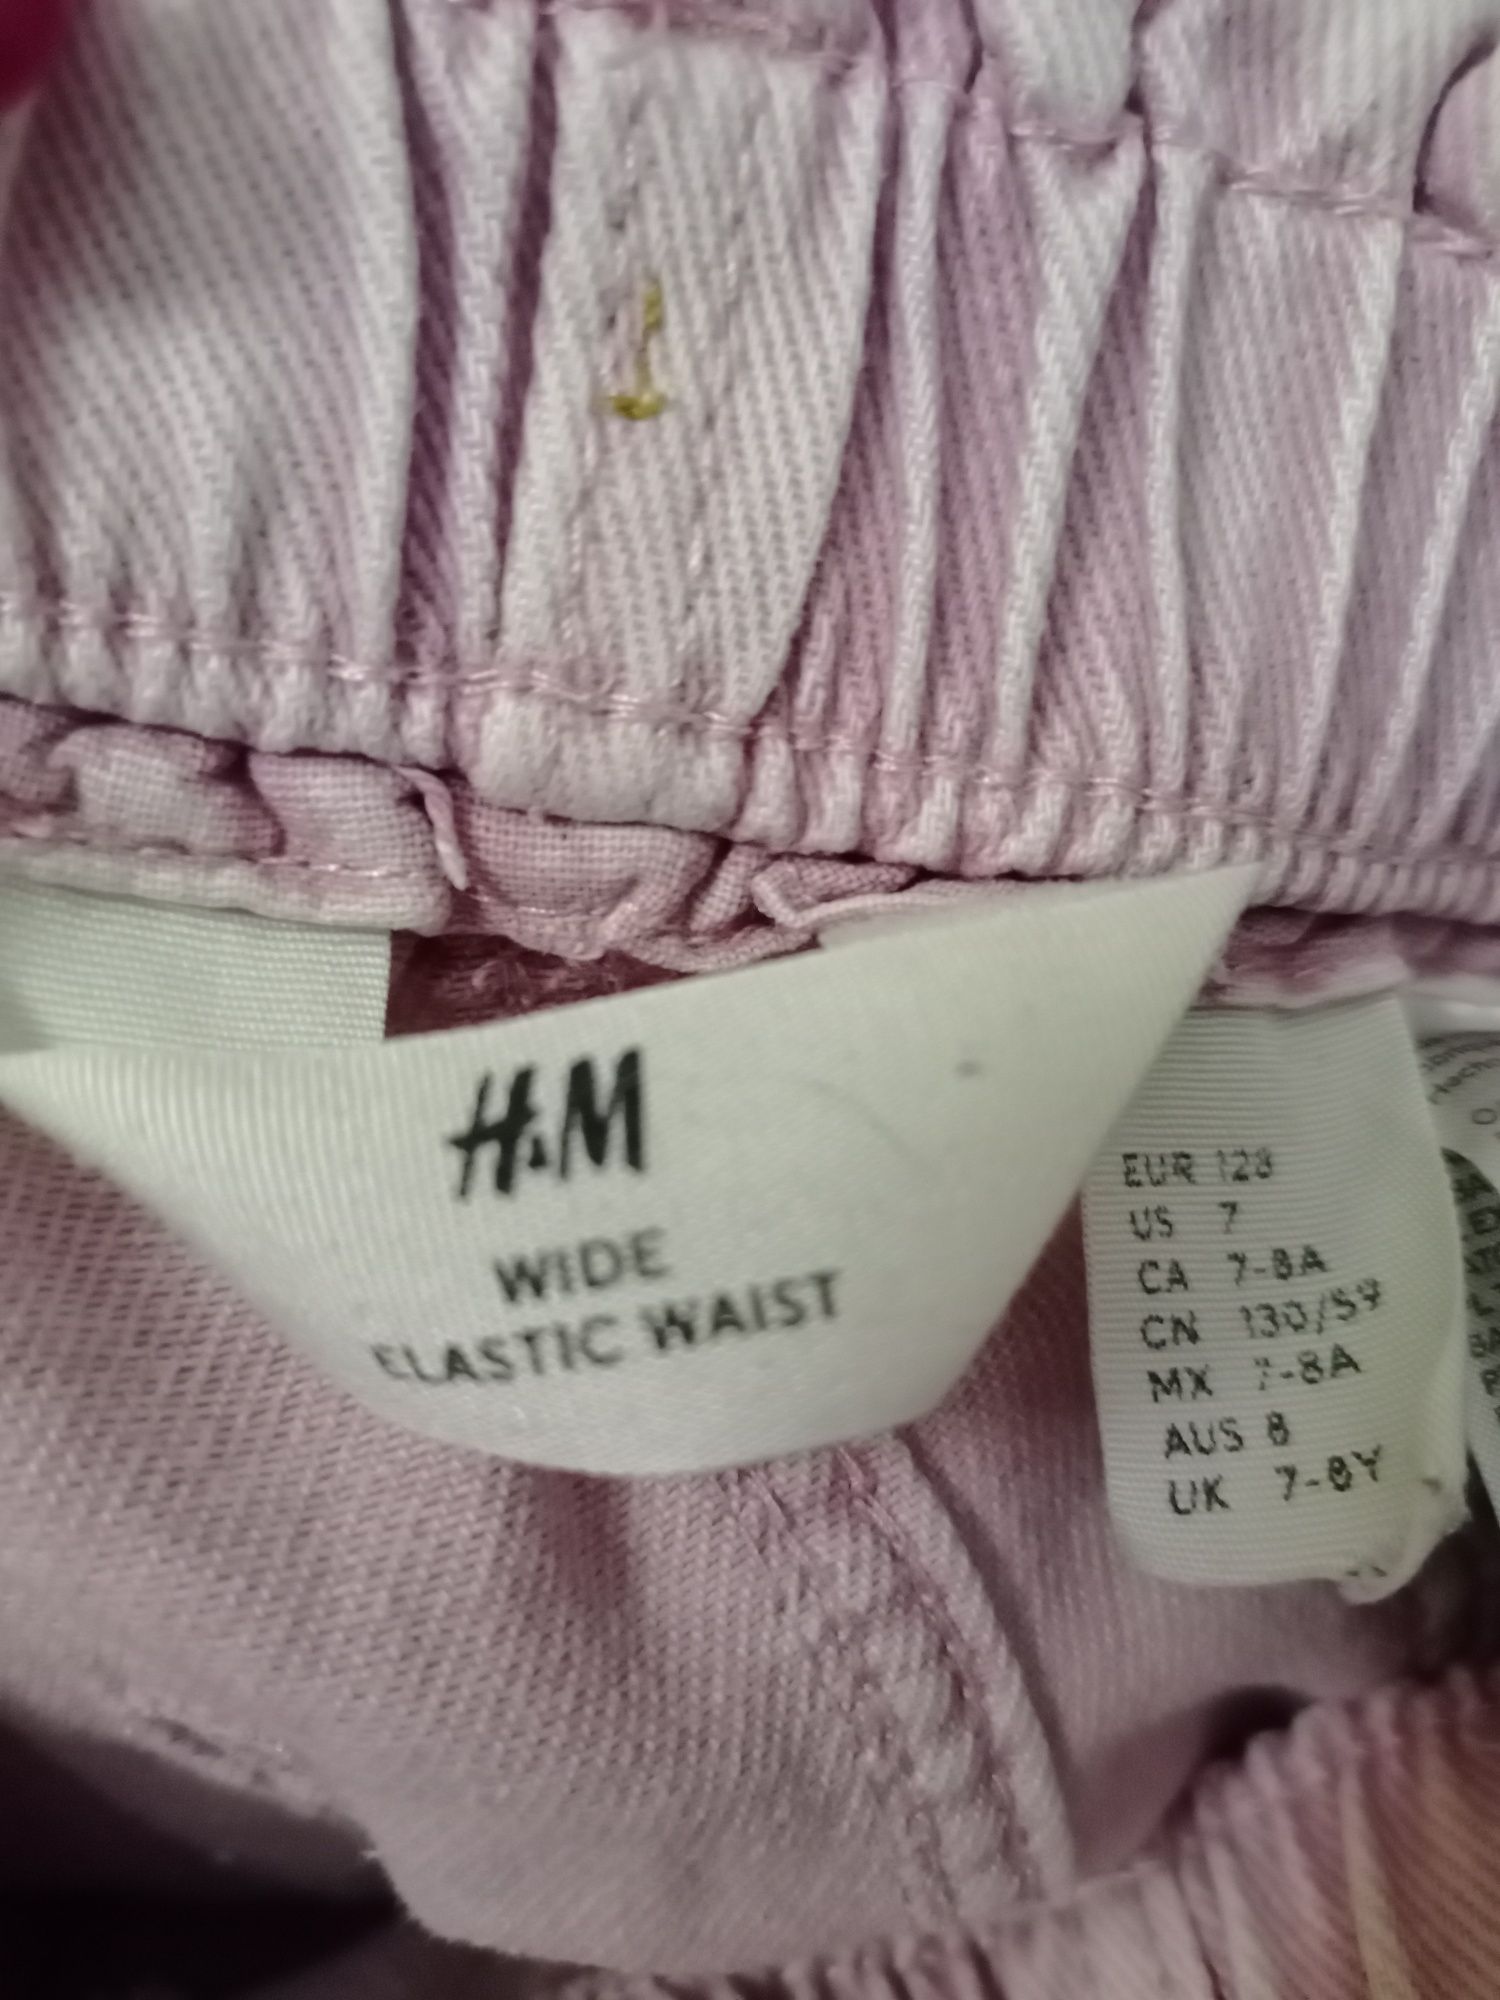 H&M
WIDE
ELASTIC WAIST
EUR 128
US 7
CA 7-8A
CN 130/59
MX 7-8A
AUS 8
UK 7-8Y